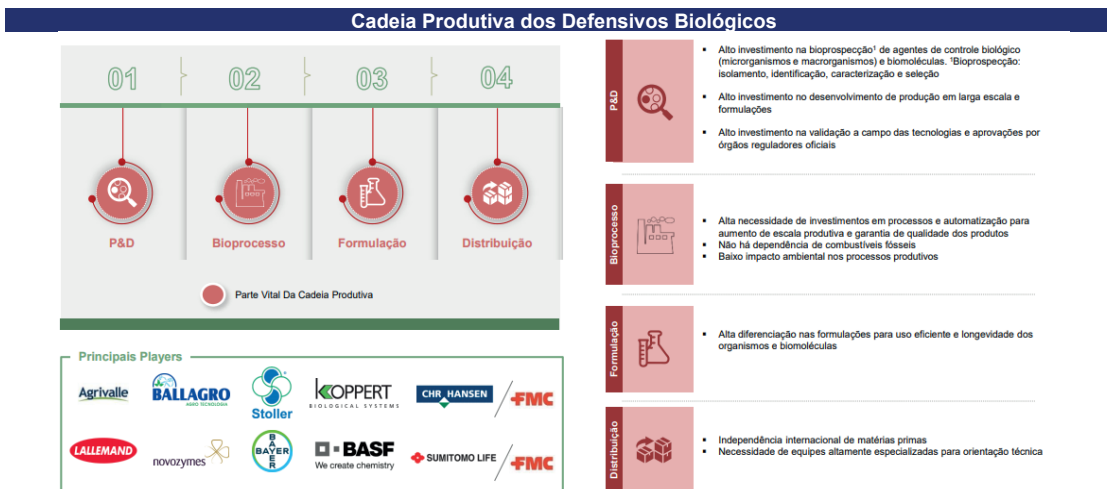 Cadeia Produtiva dos Defensivos Biológicos
01
02
03
04
P&D
Bioprocesso
Formulação
Distribuição
Parte Vital Da Cadeia Produtiva
Principais Players
Agrivalle
BALLAGRO
AGRO TECNOLOGIA
Stoller
KOPPERT
BIOLOGICAL SYSTEMS
CHR HANSEN
FMC
LALLEMAND
novozymes
BAYER
BAYER
BASF
We create chemistry
SUMITOMO LIFE
FMC
P&D
▪ Alto investimento na bioprospecção¹ de agentes de controle biológico
(microrganismos e macrorganismos) e biomoléculas. ¹Bioprospecção:
isolamento, identificação, caracterização e seleção
▪ Alto investimento no desenvolvimento de produção em larga escala e
formulações
▪ Alto investimento na validação a campo das tecnologias e aprovações por
órgãos reguladores oficiais
Bioprocesso
▪ Alta necessidade de investimentos em processos e automatização para
aumento de escala produtiva e garantia de qualidade dos produtos
▪ Não há dependência de combustíveis fósseis
▪ Baixo impacto ambiental nos processos produtivos
Formulação
▪ Alta diferenciação nas formulações para uso eficiente e longevidade dos
organismos e biomoléculas
Distribuição
▪ Independência internacional de matérias primas
▪ Necessidade de equipes altamente especializadas para orientação técnica